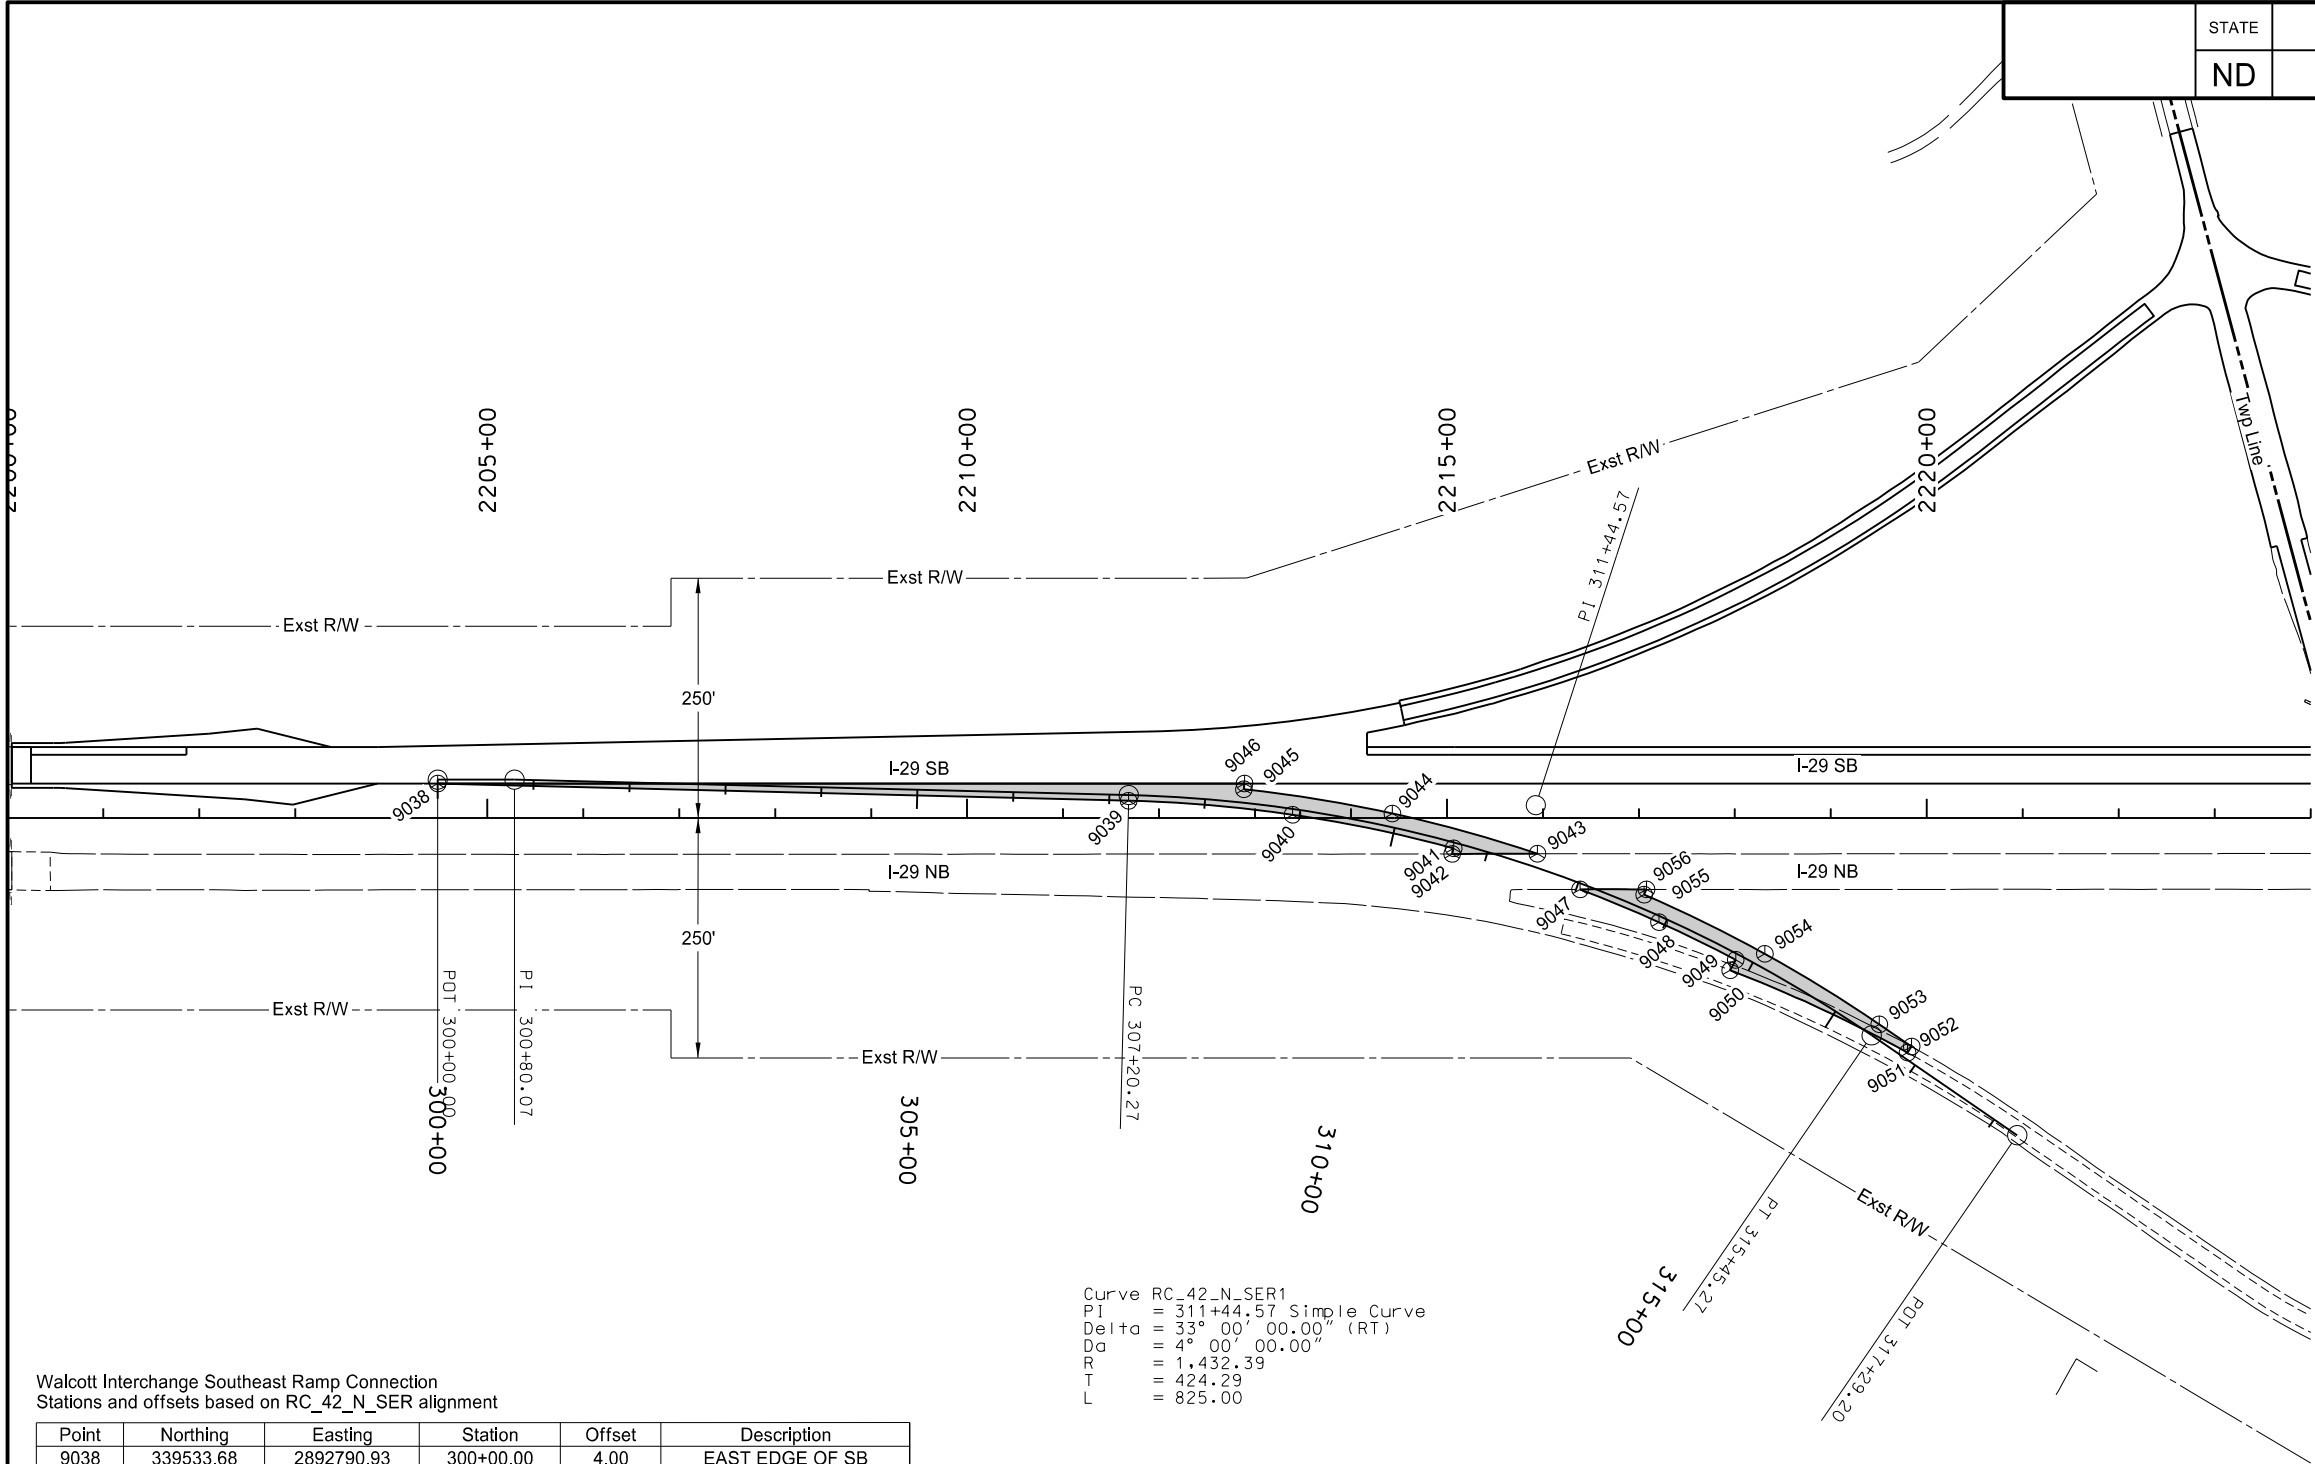 STATE
ND
2205+00
2210+00
2215+00
2220+00
Twp Line
Exst R/W
PI 311+44.57
Exst R/W
Exst R/W
250'
I-29 SB
I-29 SB
9046
9045
9044
9043
9038
9039
9040
9041
9042
I-29 NB
I-29 NB
9056
9055
9047
9048
9049
9050
9054
9053
9052
9051
250'
Exst R/W
Exst R/W
POT 300+00.00
PI 300+80.07
PC 307+20.27
300+00
305+00
310+00
315+00
PT 315+45.27
POT 317+29.20
Exst R/W
Curve RC_42_N_SER1
PI = 311+44.57 Simple Curve
Delta = 33° 00' 00.00" (RT)
Da = 4° 00' 00.00"
R = 1,432.39
T = 424.29
L = 825.00
Walcott Interchange Southeast Ramp Connection
Stations and offsets based on RC_42_N_SER alignment
Point Northing Easting Station Offset Description
9038 339533.68 2892790.93 300+00.00 4.00 EAST EDGE OF SB